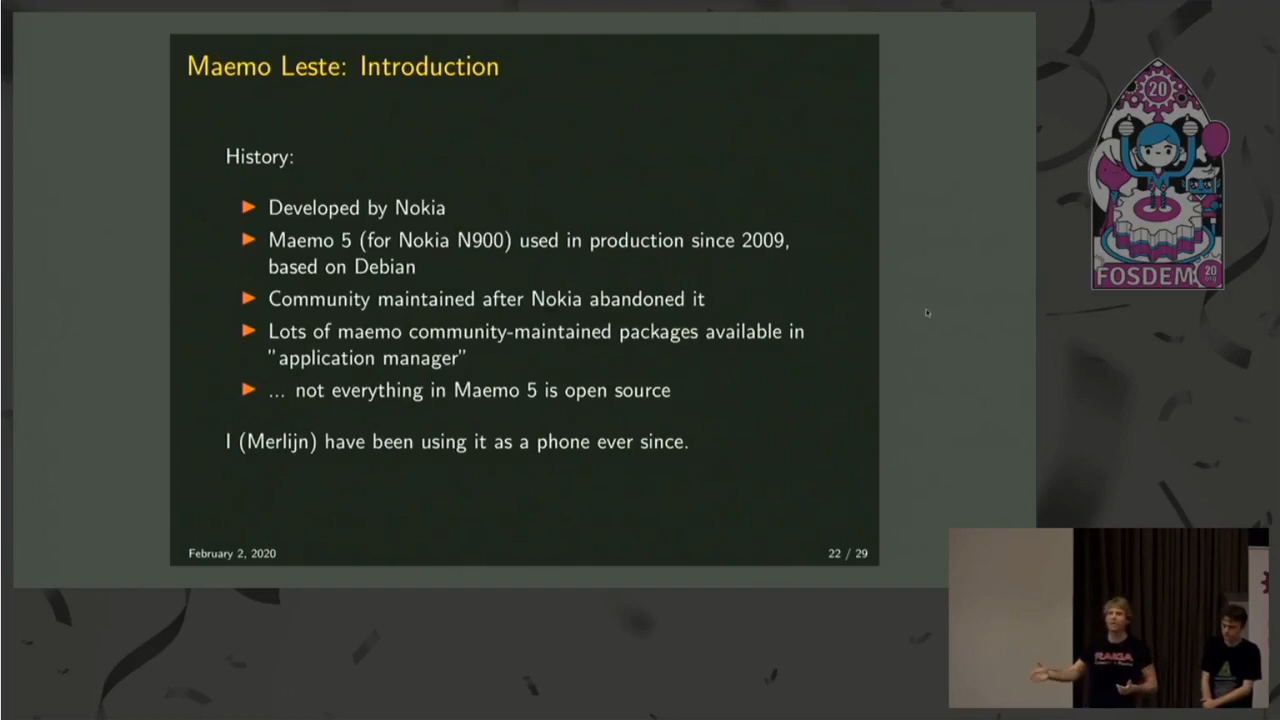 Maemo Leste: Introduction
History:
Developed by Nokia
Maemo 5 (for Nokia N900) used in production since 2009,
based on Debian
Community maintained after Nokia abandoned it
Lots of maemo community-maintained packages available in
"application manager"
... not everything in Maemo 5 is open source
I (Merlijn) have been using it as a phone ever since.
February 2, 2020
22 / 29
20
FOSDEM
20
.org